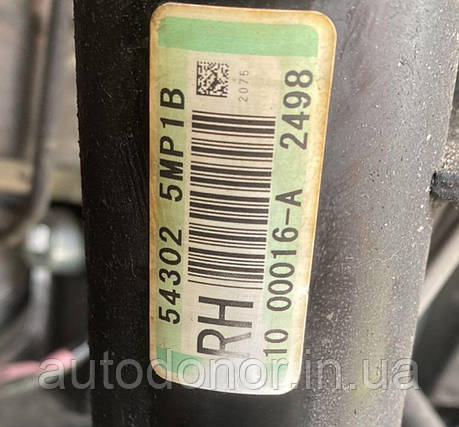 54302 5MP1B
2075
RH
10 00016-A 2498
autodonor.in.ua